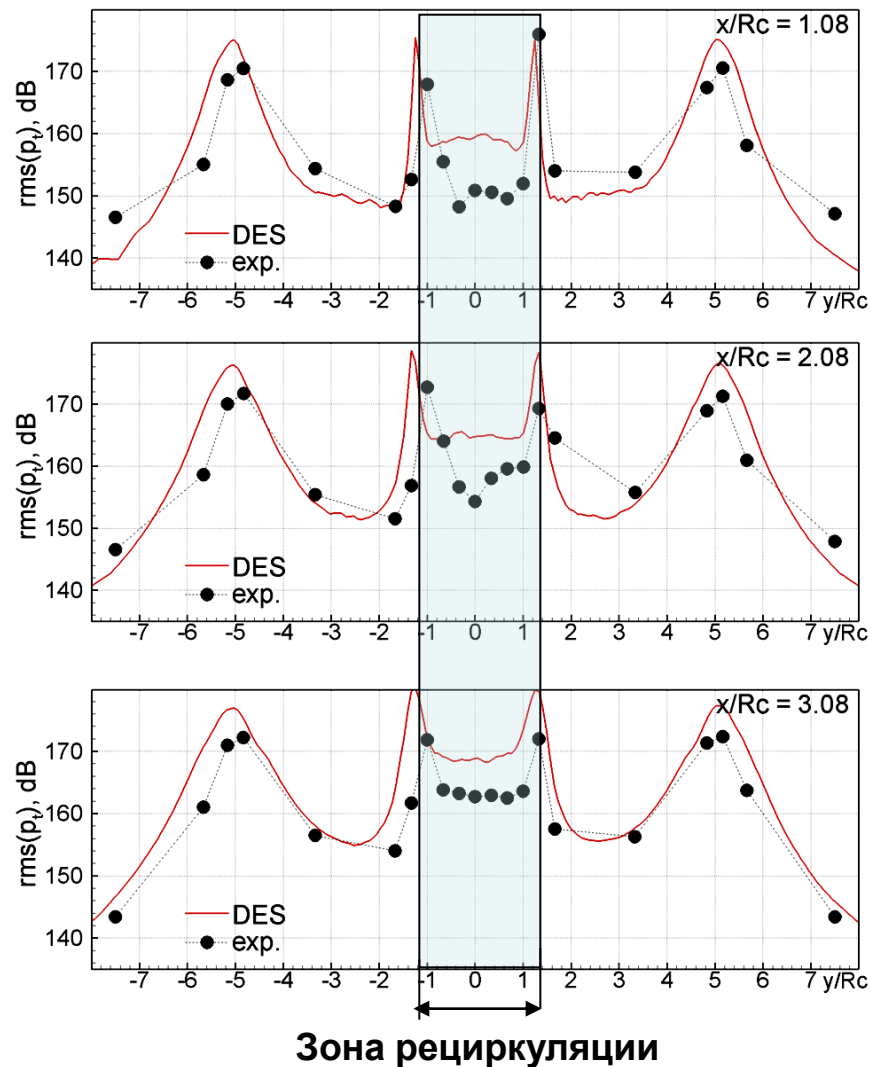 x/Rc = 1.08
rms(pₜ), dB
170
160
150
140
DES
exp.
-7 -6 -5 -4 -3 -2 -1 0 1 2 3 4 5 6 7 y/Rc
x/Rc = 2.08
rms(pₜ), dB
170
160
150
140
DES
exp.
-7 -6 -5 -4 -3 -2 -1 0 1 2 3 4 5 6 7 y/Rc
x/Rc = 3.08
rms(pₜ), dB
170
160
150
140
DES
exp.
-7 -6 -5 -4 -3 -2 -1 0 1 2 3 4 5 6 7 y/Rc
Зона рециркуляции